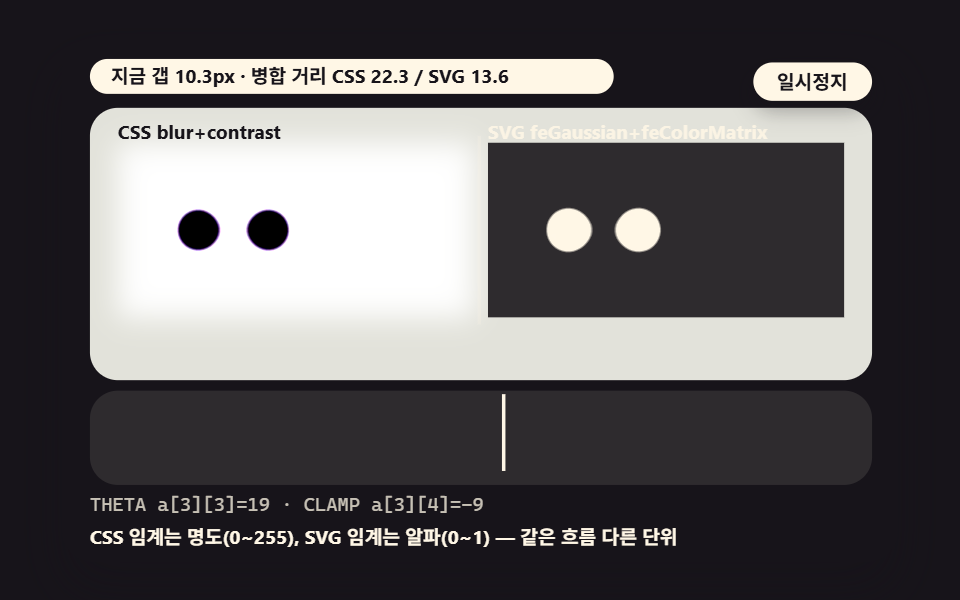 지금 갭 10.3px · 병합 거리 CSS 22.3 / SVG 13.6
일시정지
CSS blur+contrast
SVG feGaussian+feColorMatrix
THETA a[3][3]=19 · CLAMP a[3][4]=−9
CSS 임계는 명도(0~255), SVG 임계는 알파(0~1) — 같은 흐름 다른 단위